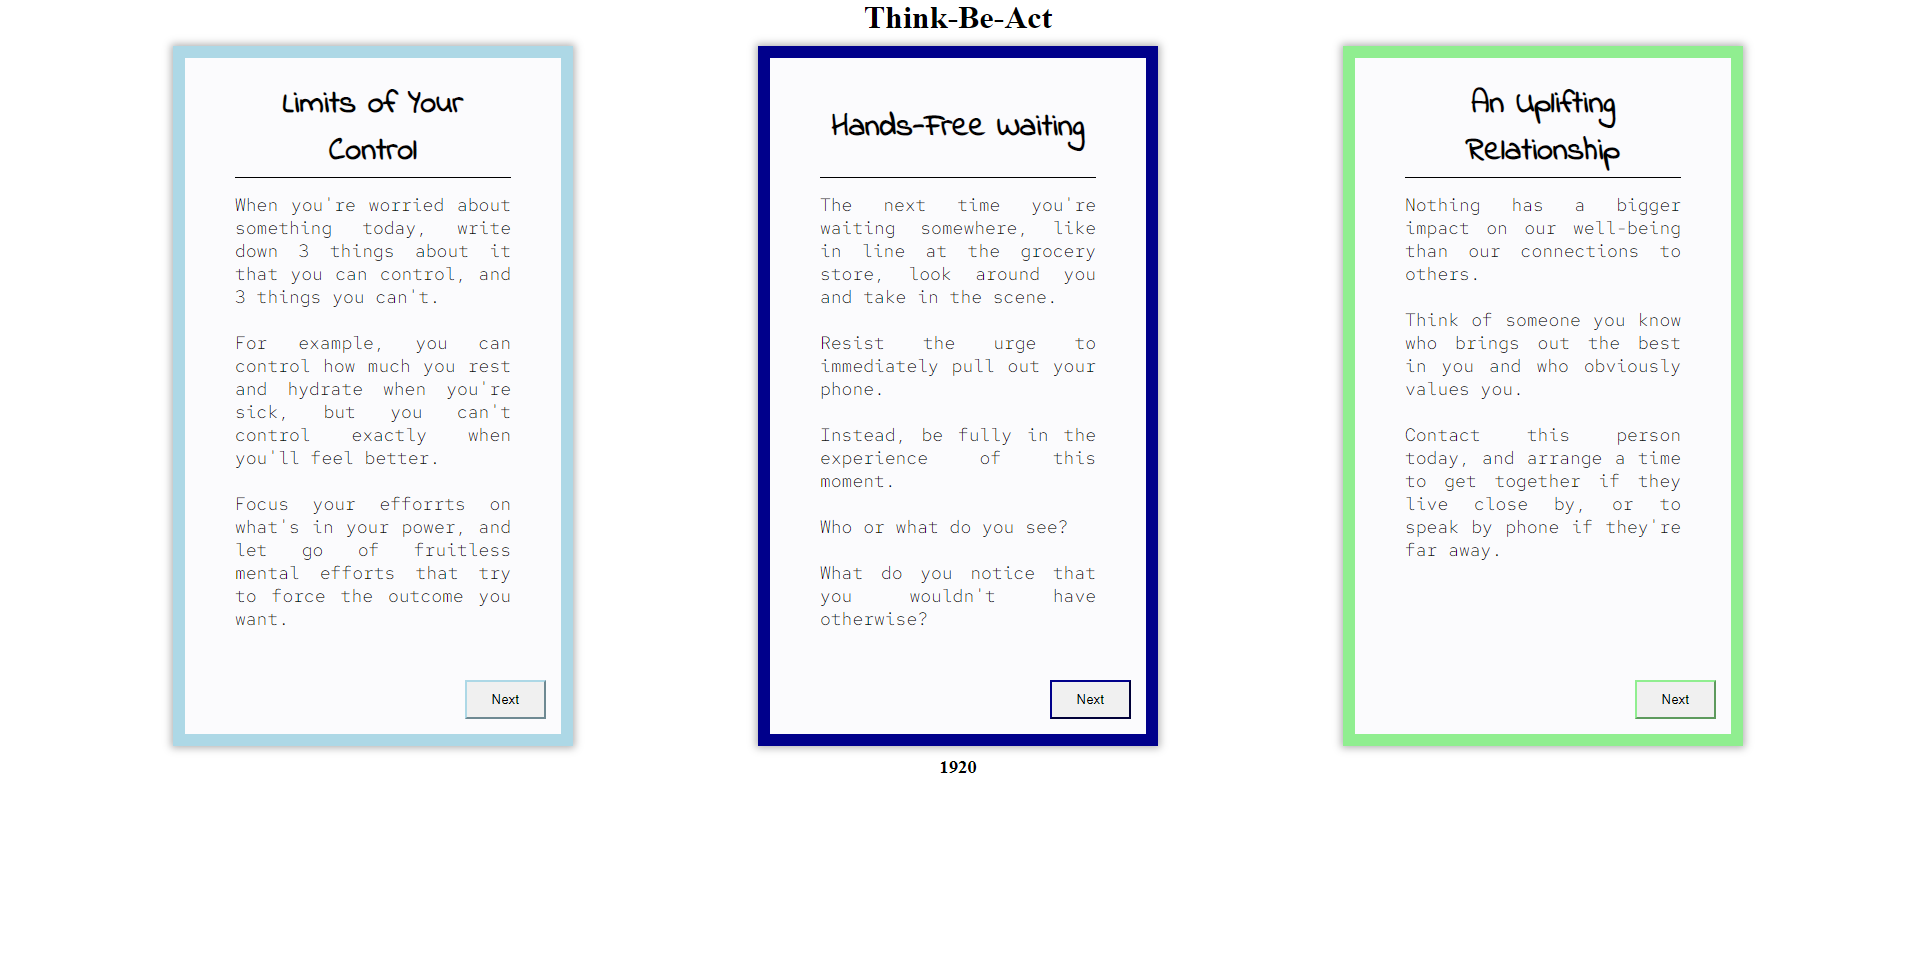 Think-Be-Act
Limits of Your
Control
When you're worried about
something today, write
down 3 things about it
that you can control, and
3 things you can't.
For example, you can
control how much you rest
and hydrate when you're
sick, but you can't
control exactly when
you'll feel better.
Focus your efforrts on
what's in your power, and
let go of fruitless
mental efforts that try
to force the outcome you
want.
Next
Hands-Free Waiting
The next time you're
waiting somewhere, like
in line at the grocery
store, look around you
and take in the scene.
Resist the urge to
immediately pull out your
phone.
Instead, be fully in the
experience of this
moment.
Who or what do you see?
What do you notice that
you wouldn't have
otherwise?
Next
An Uplifting
Relationship
Nothing has a bigger
impact on our well-being
than our connections to
others.
Think of someone you know
who brings out the best
in you and who obviously
values you.
Contact this person
today, and arrange a time
to get together if they
live close by, or to
speak by phone if they're
far away.
Next
1920